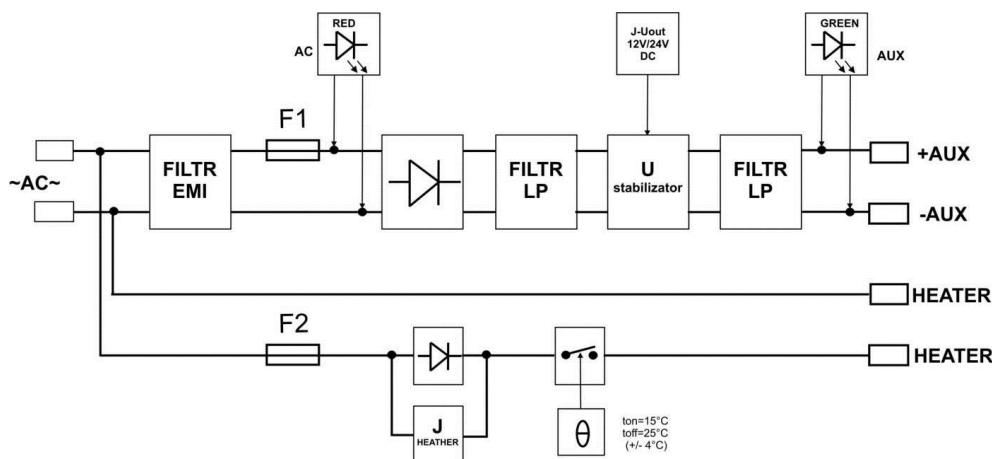 RED
AC
J-Uout
12V/24V
DC
GREEN
AUX
F1
~AC~
FILTR
EMI
FILTR
LP
U
stabilizator
FILTR
LP
+AUX
-AUX
HEATER
F2
HEATER
J
HEATHER
θ
ton=15°C
toff=25°C
(+/- 4°C)